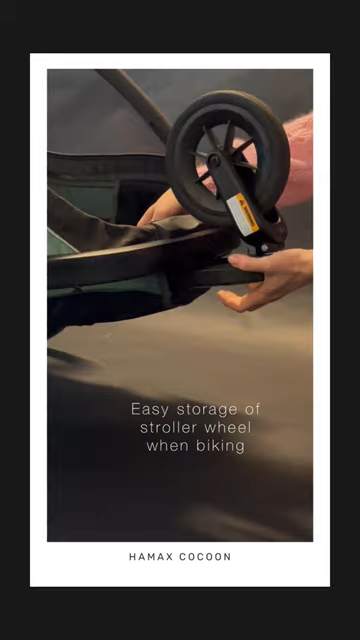 Easy storage of
stroller wheel
when biking
HAMAX COCOON